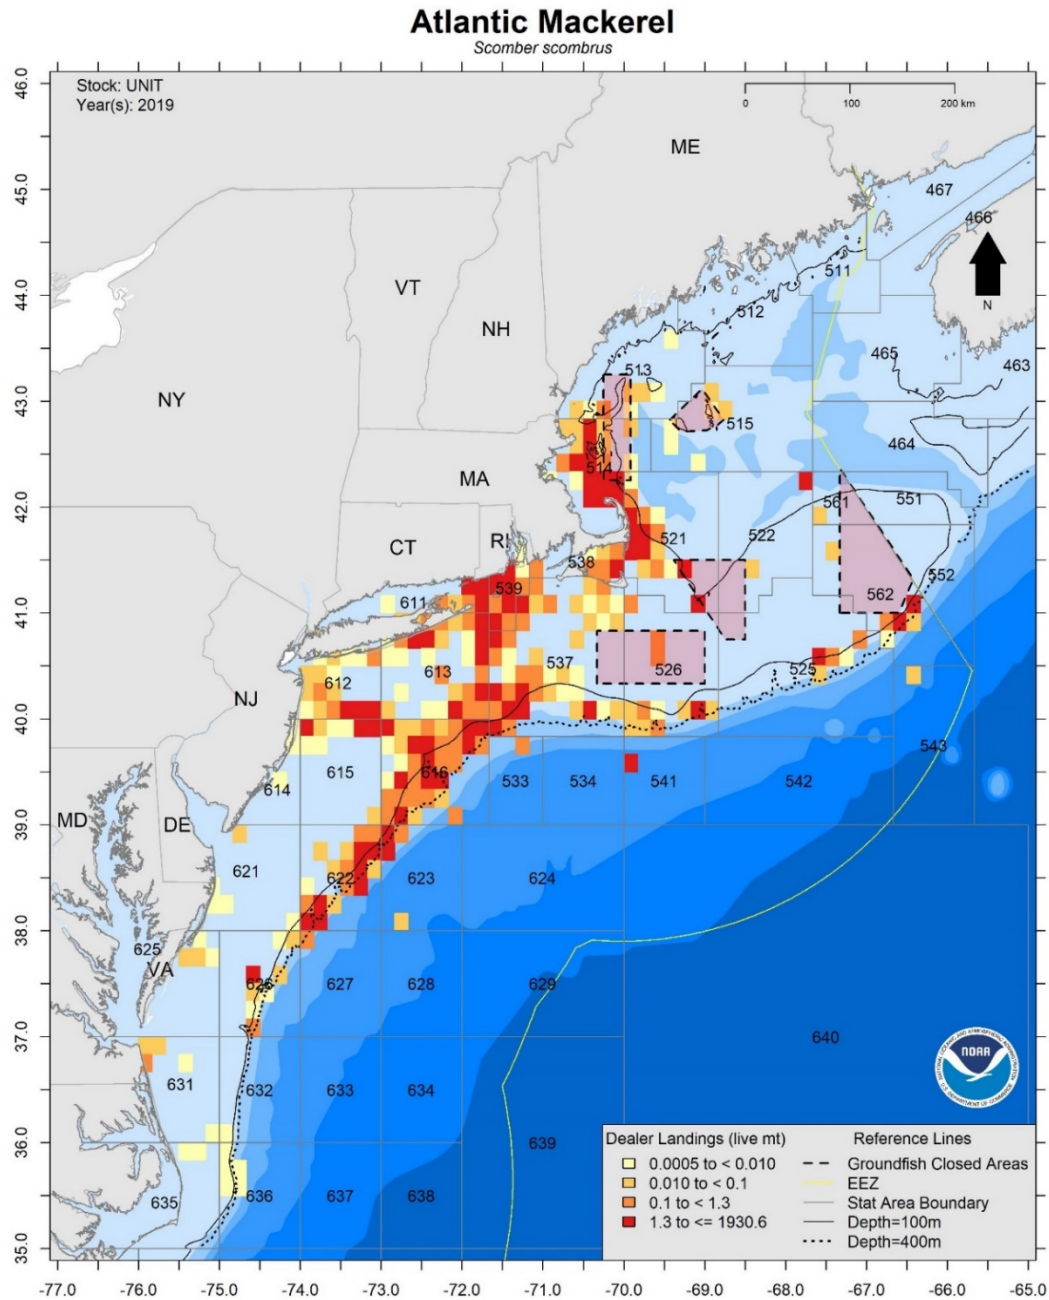 Atlantic Mackerel
Scomber scombrus
Stock: UNIT
Year(s): 2019
0 100 200 km
46.0
45.0
44.0
43.0
42.0
41.0
40.0
39.0
38.0
37.0
36.0
35.0
ME
467
466
511
N
VT
512
NH
465
463
513
NY
515
464
514
MA
561
551
522
521
CT
RI
538
552
539
562
611
537
526
525
613
612
NJ
543
615
616
533
534
541
542
614
MD
DE
621
622
623
624
625
VA
626
627
628
629
640
NOAA
NATIONAL OCEANIC AND ATMOSPHERIC ADMINISTRATION
U.S. DEPARTMENT OF COMMERCE
631
632
633
634
639
635
636
637
638
Dealer Landings (live mt)
0.0005 to < 0.010
0.010 to < 0.1
0.1 to < 1.3
1.3 to <= 1930.6
Reference Lines
Groundfish Closed Areas
EEZ
Stat Area Boundary
Depth=100m
Depth=400m
-77.0 -76.0 -75.0 -74.0 -73.0 -72.0 -71.0 -70.0 -69.0 -68.0 -67.0 -66.0 -65.0